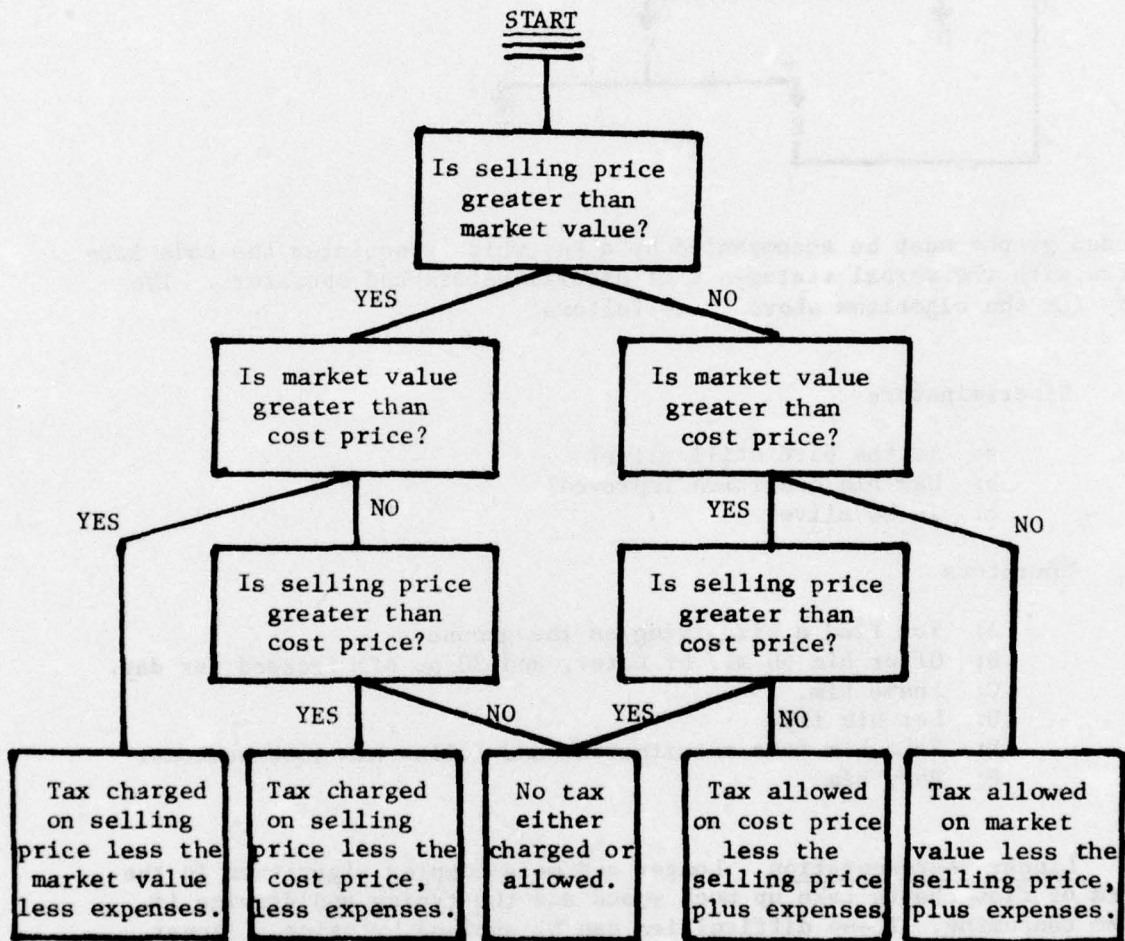 START
Is selling price
greater than
market value?
YES
NO
Is market value
greater than
cost price?
Is market value
greater than
cost price?
YES
NO
YES
NO
Is selling price
greater than
cost price?
Is selling price
greater than
cost price?
YES
NO
YES
NO
Tax charged
on selling
price less the
market value
less expenses.
Tax charged
on selling
price less the
cost price,
less expenses.
No tax
either
charged or
allowed.
Tax allowed
on cost price
less the
selling price
plus expenses.
Tax allowed
on market
value less the
selling price,
plus expenses.